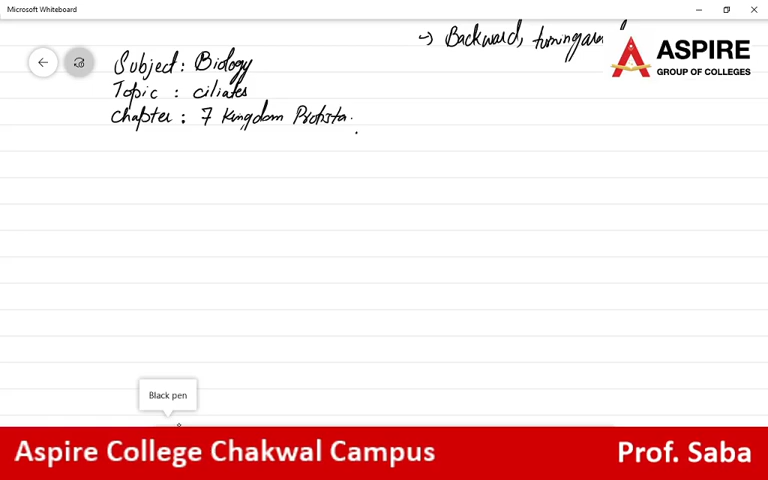 Microsoft Whiteboard
→ Backward, turning
ASPIRE
GROUP OF COLLEGES
Subject: Biology
Topic : ciliates
Chapter : 7 Kingdom Protista.
Black pen
Aspire College Chakwal Campus
Prof. Saba